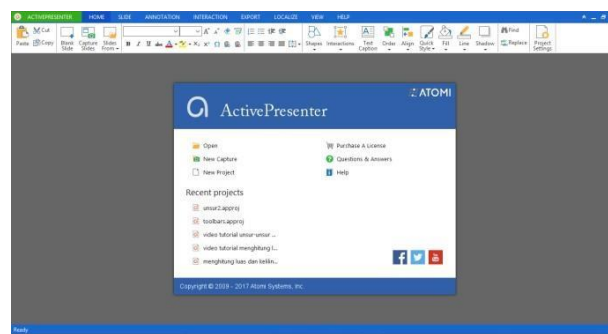 ACTIVEPRESENTER HOME SLIDE ANNOTATION INTERACTION EXPORT LOCALIZE VIEW HELP
Cut Find
Paste Copy Blank Slide Capture Slides Slides From Shapes Interactions Text Caption Order Align Quick Style Fill Line Shadow Replace Project Settings
ATOMI
ActivePresenter
Open Purchase A License
New Capture Questions & Answers
New Project Help
Recent projects
unsur2.approj
toolbars.approj
video tutorial unsur-unsur ...
video tutorial menghitung l...
menghitung luas dan kelilin...
Copyright © 2009 - 2017 Atomi Systems, Inc.
Ready